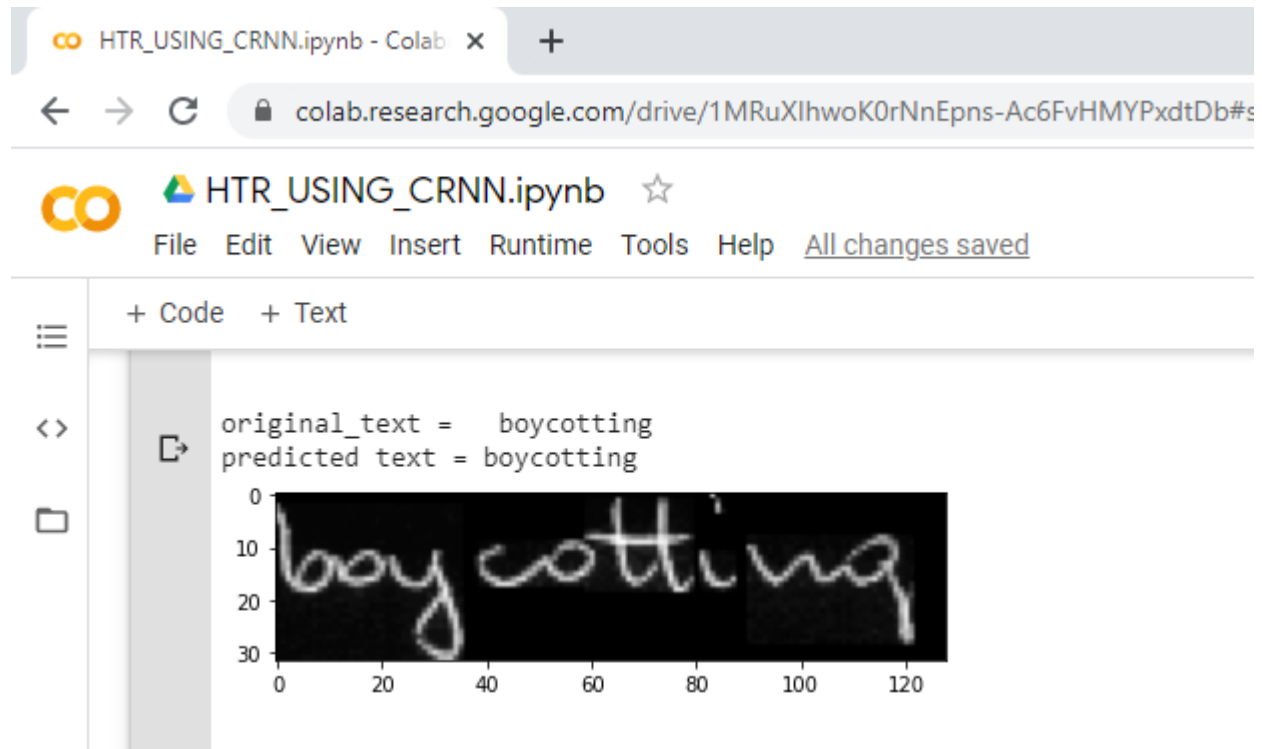 HTR_USING_CRNN.ipynb - Colab
colab.research.google.com/drive/1MRuXIhwoK0rNnEpns-Ac6FvHMYPxdtDb#s
CO HTR_USING_CRNN.ipynb
File Edit View Insert Runtime Tools Help All changes saved
+ Code + Text
original_text = boycotting
predicted text = boycotting
0
10
20
30
boycotting
0 20 40 60 80 100 120